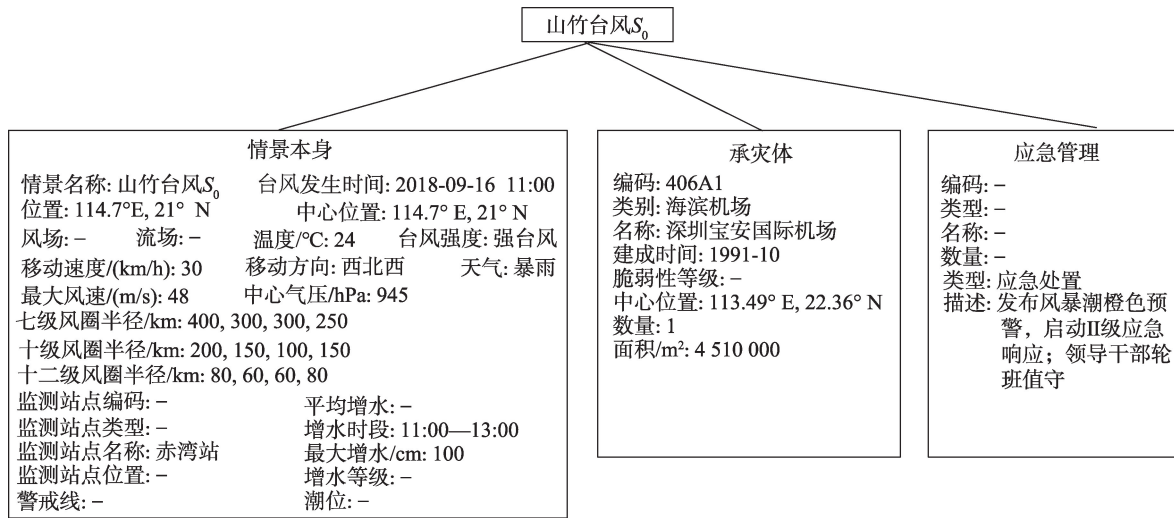 山竹台风S₀
情景本身
情景名称: 山竹台风S₀ 台风发生时间: 2018-09-16 11:00
位置: 114.7°E, 21° N 中心位置: 114.7° E, 21° N
风场: – 流场: – 温度/℃: 24 台风强度: 强台风
移动速度/(km/h): 30 移动方向: 西北西 天气: 暴雨
最大风速/(m/s): 48 中心气压/hPa: 945
七级风圈半径/km: 400, 300, 300, 250
十级风圈半径/km: 200, 150, 100, 150
十二级风圈半径/km: 80, 60, 60, 80
监测站点编码: – 平均增水: –
监测站点类型: – 增水时段: 11:00—13:00
监测站点名称: 赤湾站 最大增水/cm: 100
监测站点位置: – 增水等级: –
警戒线: – 潮位: –
承灾体
编码: 406A1
类别: 海滨机场
名称: 深圳宝安国际机场
建成时间: 1991-10
脆弱性等级: –
中心位置: 113.49° E, 22.36° N
数量: 1
面积/m²: 4 510 000
应急管理
编码: –
类型: –
名称: –
数量: –
类型: 应急处置
描述: 发布风暴潮橙色预
警，启动II级应急
响应；领导干部轮
班值守